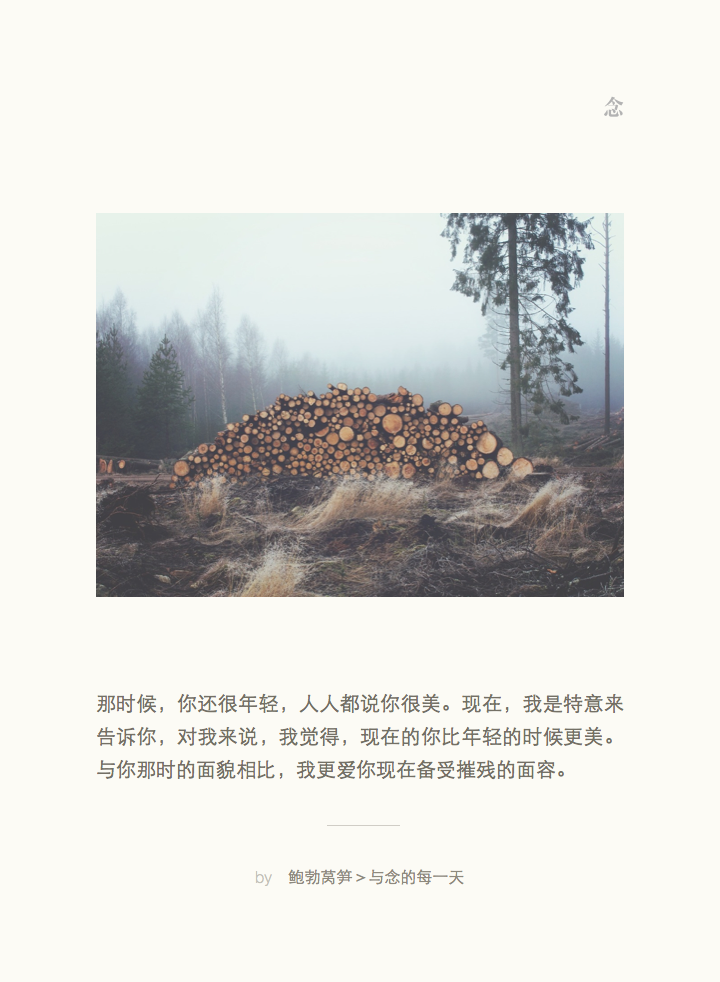 念
那时候，你还很年轻，人人都说你很美。现在，我是特意来
告诉你，对我来说，我觉得，现在的你比年轻的时候更美。
与你那时的面貌相比，我更爱你现在备受摧残的面容。
by 鲍勃莴笋 > 与念的每一天